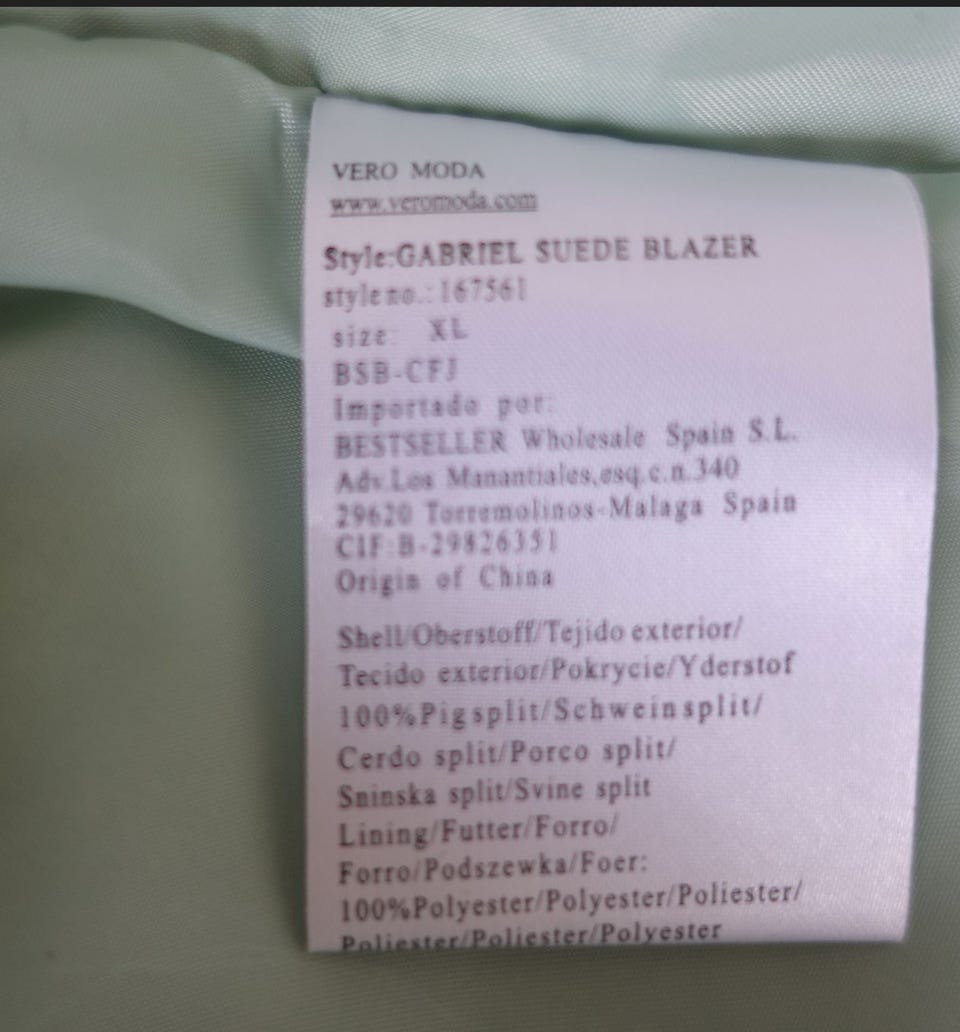 VERO MODA
www.veromoda.com
Style:GABRIEL SUEDE BLAZER
style no.:167561
size: XL
BSB-CFJ
Importado por:
BESTSELLER Wholesale Spain S.L.
Adv.Los Manantiales,esq.c.n.340
29620 Torremolinos-Malaga Spain
CIF:B-29826351
Origin of China
Shell/Oberstoff/Tejido exterior/
Tecido exterior/Pokrycie/Yderstof
100%Pigsplit/Schweinsplit/
Cerdo split/Porco split/
Sninska split/Svine split
Lining/Futter/Forro/
Forro/Podszewka/Foer:
100%Polyester/Polyester/Poliester/
Poliester/Poliester/Polyester